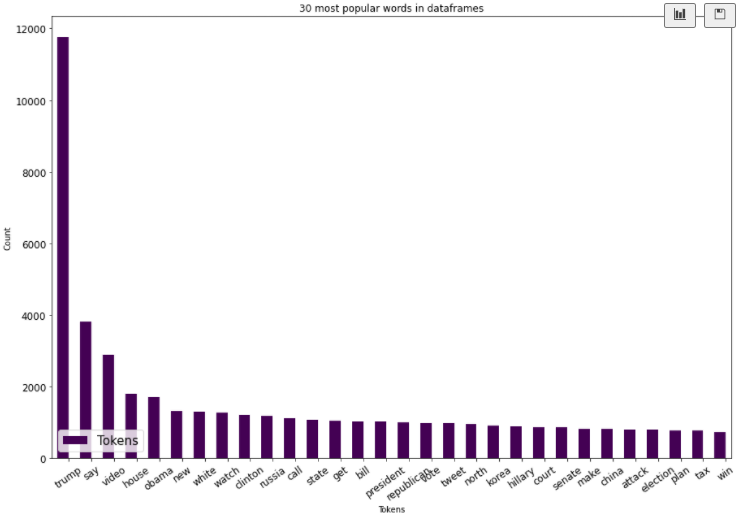 30 most popular words in dataframes
12000
10000
8000
6000
4000
2000
0
Count
Tokens
trump say video house obama new white watch clinton russia call state get bill president republican vote tweet north korea hillary court senate make china attack election plan tax win
Tokens